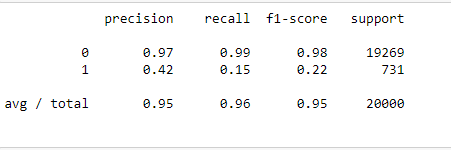 precision recall f1-score support
0 0.97 0.99 0.98 19269
1 0.42 0.15 0.22 731
avg / total 0.95 0.96 0.95 20000